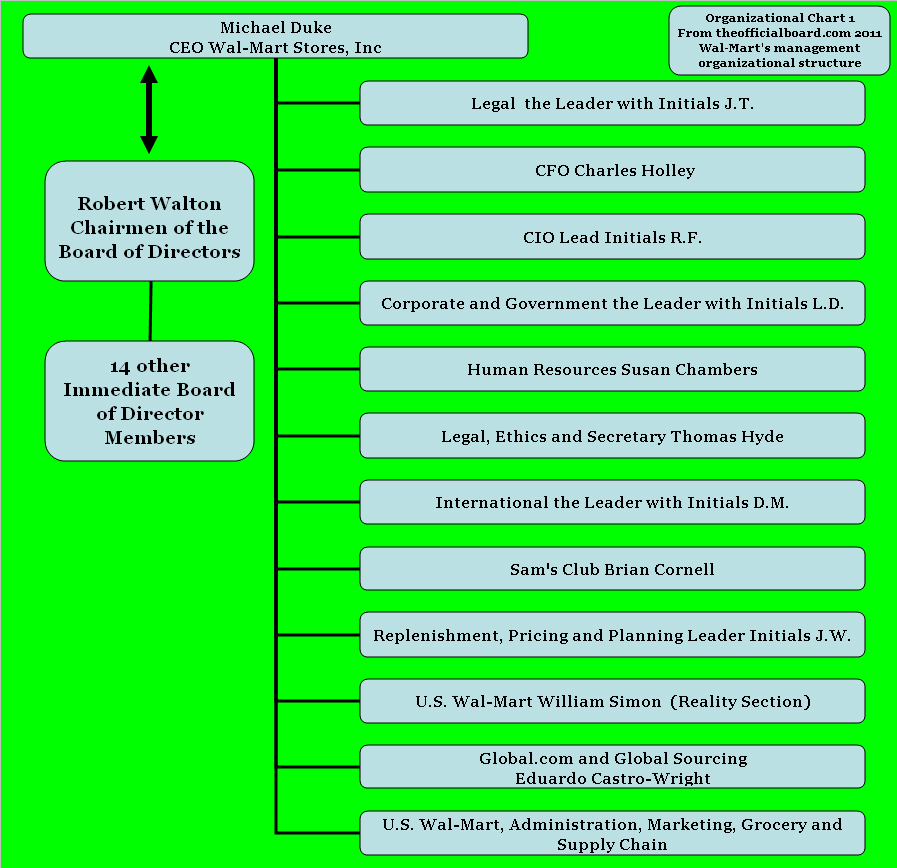 Michael Duke
CEO Wal-Mart Stores, Inc
Organizational Chart 1
From theofficialboard.com 2011
Wal-Mart's management
organizational structure
Robert Walton
Chairmen of the
Board of Directors
14 other
Immediate Board
of Director
Members
Legal  the Leader with Initials J.T.
CFO Charles Holley
CIO Lead Initials R.F.
Corporate and Government the Leader with Initials L.D.
Human Resources Susan Chambers
Legal, Ethics and Secretary Thomas Hyde
International the Leader with Initials D.M.
Sam's Club Brian Cornell
Replenishment, Pricing and Planning Leader Initials J.W.
U.S. Wal-Mart William Simon  (Reality Section)
Global.com and Global Sourcing
Eduardo Castro-Wright
U.S. Wal-Mart, Administration, Marketing, Grocery and
Supply Chain